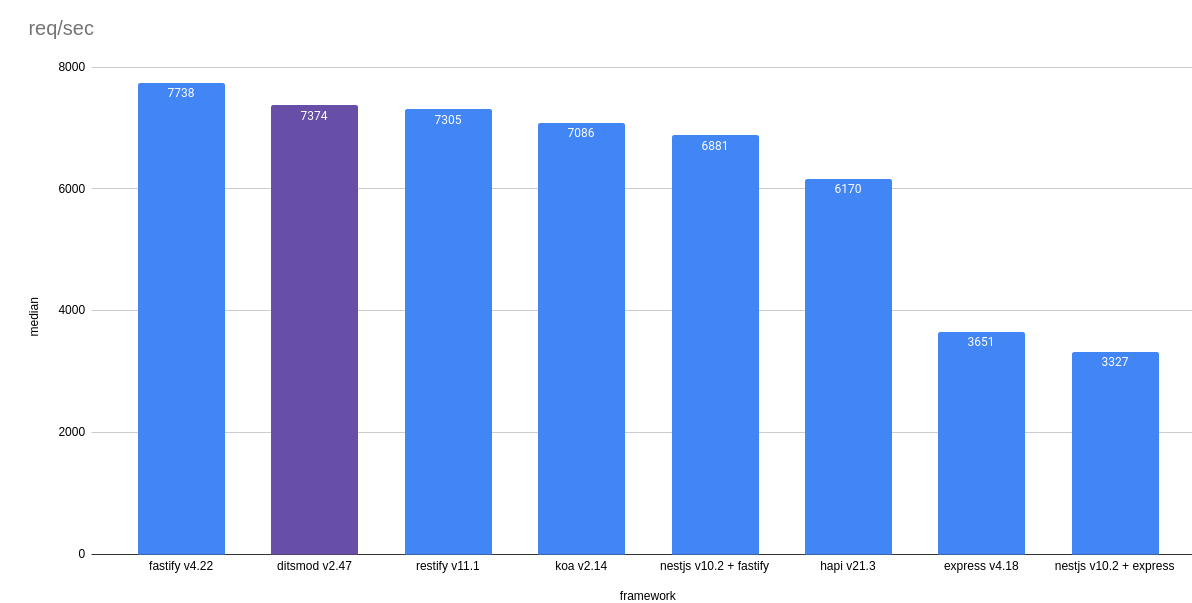 req/sec
8000
7738
7374
7305
7086
6881
6000
6170
median
4000
3651
3327
2000
0
fastify v4.22
ditsmod v2.47
restify v11.1
koa v2.14
nestjs v10.2 + fastify
hapi v21.3
express v4.18
nestjs v10.2 + express
framework